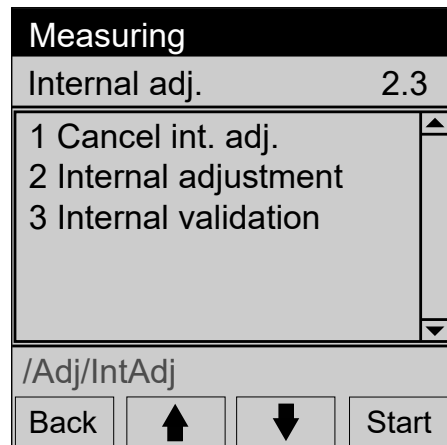 Measuring
Internal adj. 2.3
1 Cancel int. adj.
2 Internal adjustment
3 Internal validation
/Adj/IntAdj
Back Start